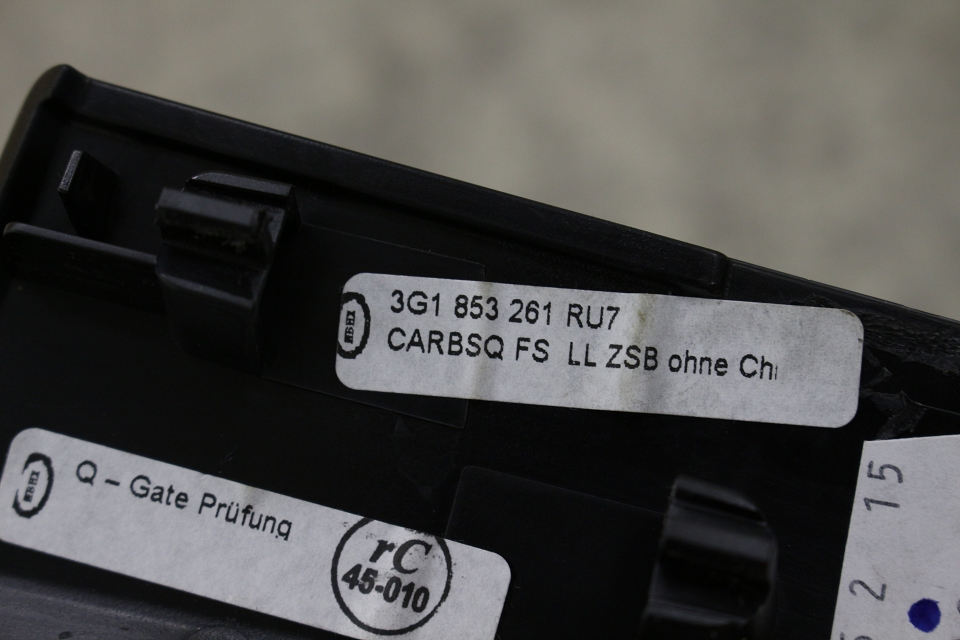 3G1 853 261 RU7
CARBSQ FS LL ZSB ohne Ch
Q – Gate Prüfung
rC
45-010
15
2